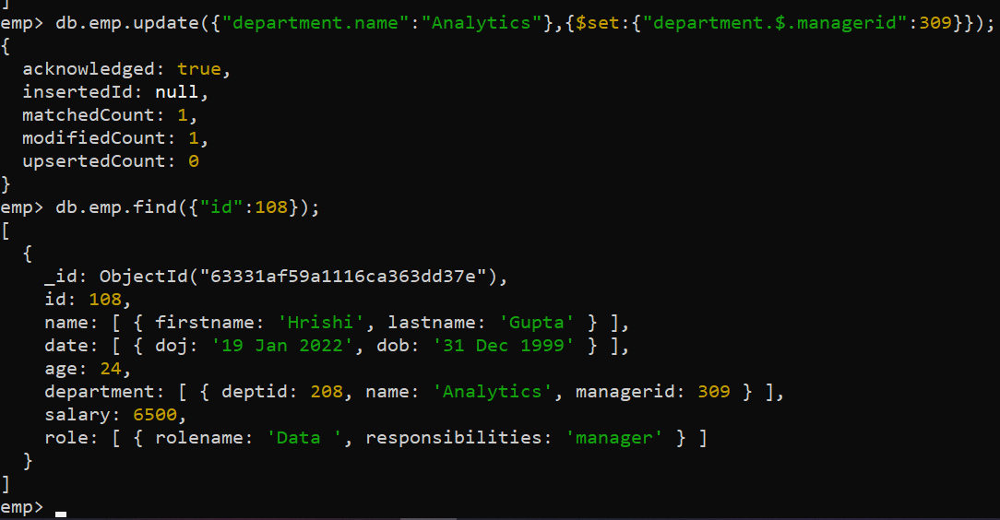 ]
emp> db.emp.update({"department.name":"Analytics"},{$set:{"department.$.managerid":309}});
{
  acknowledged: true,
  insertedId: null,
  matchedCount: 1,
  modifiedCount: 1,
  upsertedCount: 0
}
emp> db.emp.find({"id":108});
[
  {
    _id: ObjectId("63331af59a1116ca363dd37e"),
    id: 108,
    name: [ { firstname: 'Hrishi', lastname: 'Gupta' } ],
    date: [ { doj: '19 Jan 2022', dob: '31 Dec 1999' } ],
    age: 24,
    department: [ { deptid: 208, name: 'Analytics', managerid: 309 } ],
    salary: 6500,
    role: [ { rolename: 'Data ', responsibilities: 'manager' } ]
  }
]
emp>